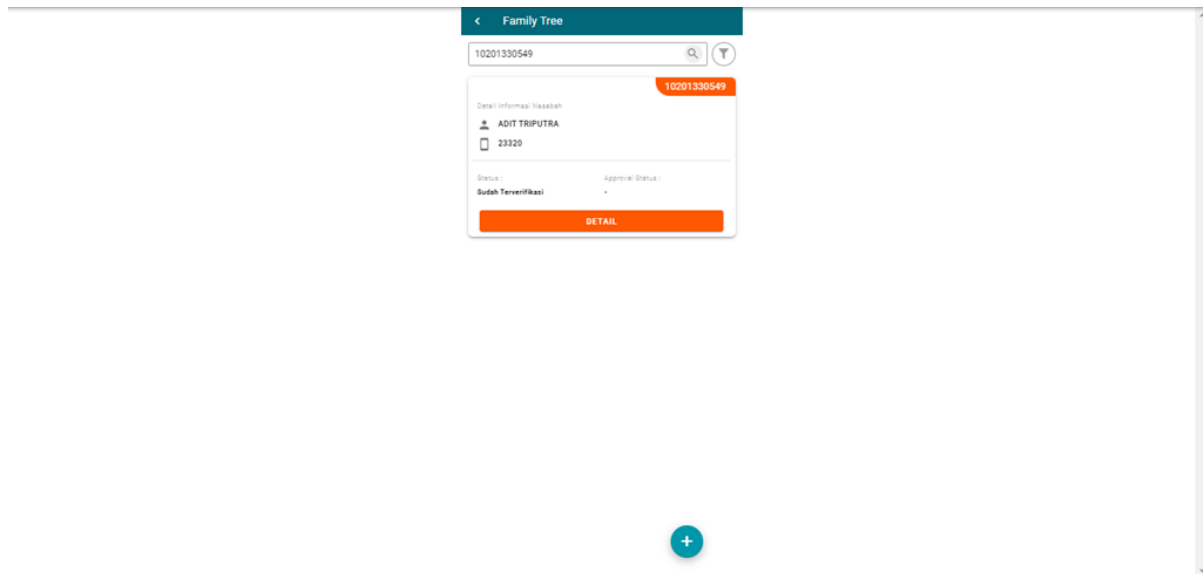 Family Tree
10201330549
10201330549
Detail Informasi Nasabah
ADIT TRIPUTRA
23320
Status : Approval Status :
Sudah Terverifikasi -
DETAIL
+